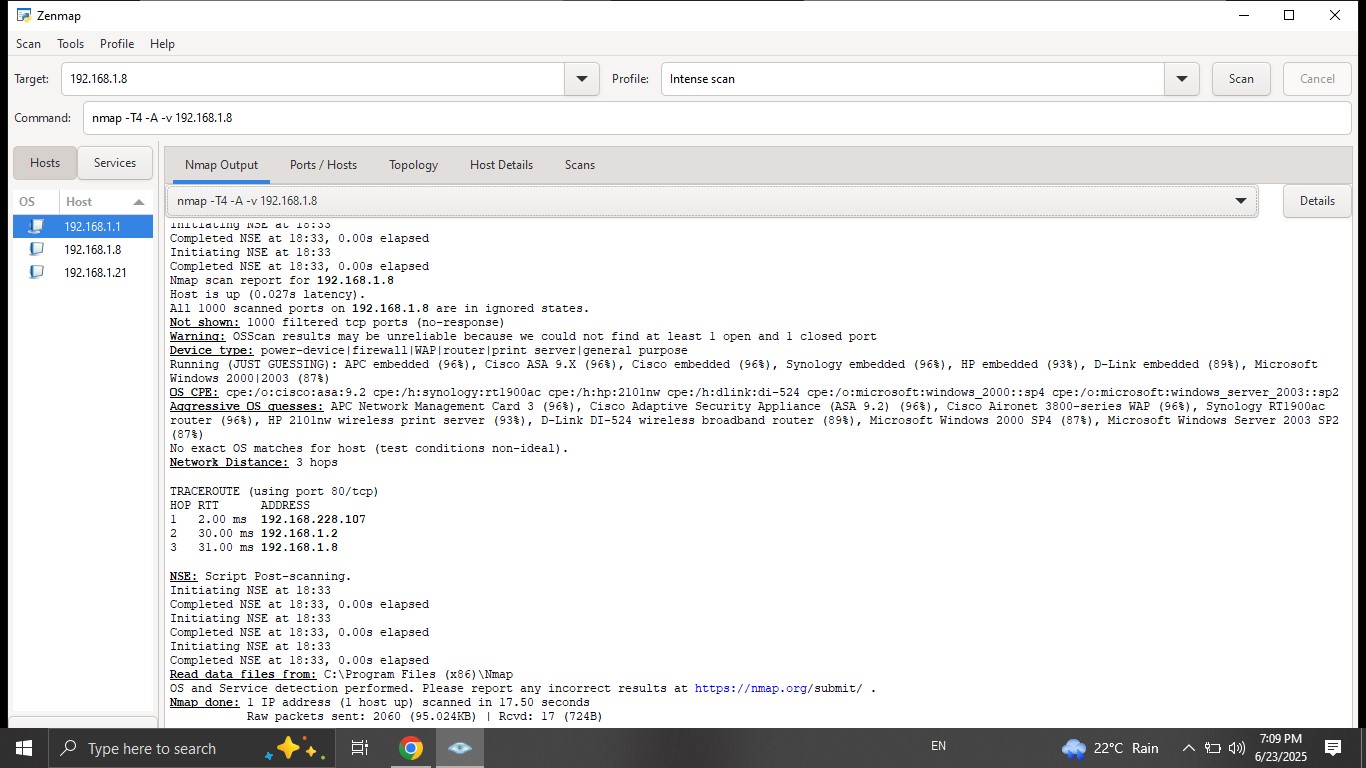 Zenmap
Scan Tools Profile Help
Target: 192.168.1.8 Profile: Intense scan Scan Cancel
Command: nmap -T4 -A -v 192.168.1.8
Hosts Services
OS Host
192.168.1.1
192.168.1.8
192.168.1.21
Nmap Output Ports / Hosts Topology Host Details Scans
nmap -T4 -A -v 192.168.1.8 Details
Initiating NSE at 18:33
Completed NSE at 18:33, 0.00s elapsed
Initiating NSE at 18:33
Completed NSE at 18:33, 0.00s elapsed
Nmap scan report for 192.168.1.8
Host is up (0.027s latency).
All 1000 scanned ports on 192.168.1.8 are in ignored states.
Not shown: 1000 filtered tcp ports (no-response)
Warning: OSScan results may be unreliable because we could not find at least 1 open and 1 closed port
Device type: power-device|firewall|WAP|router|print server|general purpose
Running (JUST GUESSING): APC embedded (96%), Cisco ASA 9.X (96%), Cisco embedded (96%), Synology embedded (96%), HP embedded (93%), D-Link embedded (89%), Microsoft
Windows 2000|2003 (87%)
OS CPE: cpe:/o:cisco:asa:9.2 cpe:/h:synology:rt1900ac cpe:/h:hp:2101nw cpe:/h:dlink:di-524 cpe:/o:microsoft:windows_2000::sp4 cpe:/o:microsoft:windows_server_2003::sp2
Aggressive OS guesses: APC Network Management Card 3 (96%), Cisco Adaptive Security Appliance (ASA 9.2) (96%), Cisco Aironet 3800-series WAP (96%), Synology RT1900ac
router (96%), HP 2101nw wireless print server (93%), D-Link DI-524 wireless broadband router (89%), Microsoft Windows 2000 SP4 (87%), Microsoft Windows Server 2003 SP2
(87%)
No exact OS matches for host (test conditions non-ideal).
Network Distance: 3 hops
TRACEROUTE (using port 80/tcp)
HOP RTT ADDRESS
1 2.00 ms 192.168.228.107
2 30.00 ms 192.168.1.2
3 31.00 ms 192.168.1.8
NSE: Script Post-scanning.
Initiating NSE at 18:33
Completed NSE at 18:33, 0.00s elapsed
Initiating NSE at 18:33
Completed NSE at 18:33, 0.00s elapsed
Initiating NSE at 18:33
Completed NSE at 18:33, 0.00s elapsed
Read data files from: C:\Program Files (x86)\Nmap
OS and Service detection performed. Please report any incorrect results at https://nmap.org/submit/ .
Nmap done: 1 IP address (1 host up) scanned in 17.50 seconds
Raw packets sent: 2060 (95.024KB) | Rcvd: 17 (724B)
Type here to search EN 22°C Rain 7:09 PM
6/23/2025